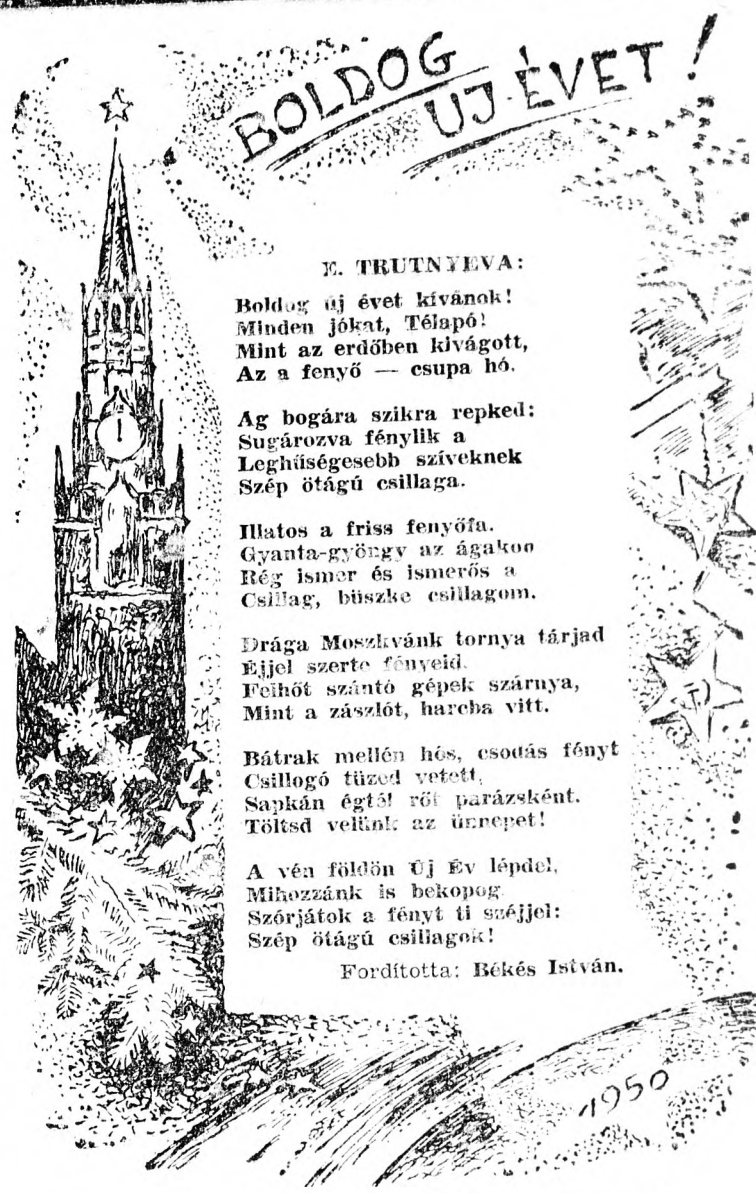 BOLDOG
UJ ÉVET!
E. TRUTNYEVA:
Boldog új évet kívánok!
Minden jókat, Télapó!
Mint az erdőben kivágott,
Az a fenyő — csupa hó.
Ag bogára szikra repked:
Sugározva fénylik a
Leghűségesebb szíveknek
Szép ötágú csillaga.
Illatos a friss fenyőfa.
Gyanta-gyöngy az ágakon
Rég ismer és ismerős a
Csillag, büszke csillagom.
Drága Moszkvánk tornya tárjad
Éjjel szerte fényeid.
Felhőt szántó gépek szárnya,
Mint a zászlót, harcba vitt.
Bátrak mellén hős, csodás fényt
Csillogó tüzed vetett,
Sapkán égtél rőt parázsként.
Töltsd velünk az ünnepet!
A vén földön Új Év lépdel,
Mihozzánk is bekopog
Szórjátok a fényt ti széjjel:
Szép ötágú csillagok!
Fordította: Békés István.
1950